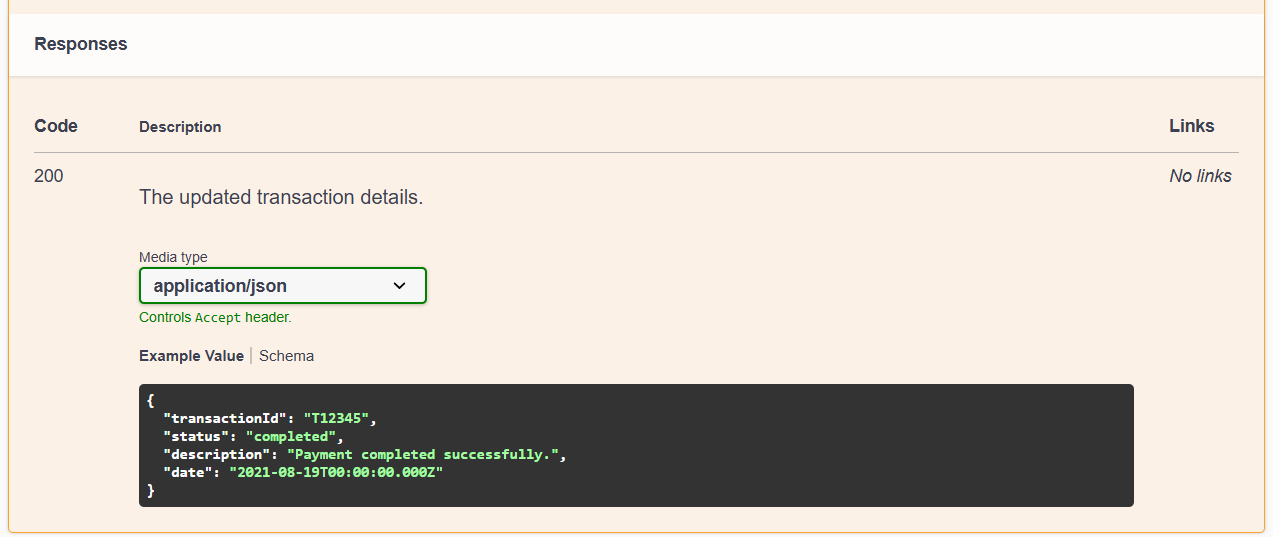 Responses
Code Description Links
200 No links
The updated transaction details.
Media type
application/json
Controls Accept header.
Example Value Schema
{
  "transactionId": "T12345",
  "status": "completed",
  "description": "Payment completed successfully.",
  "date": "2021-08-19T00:00:00.000Z"
}